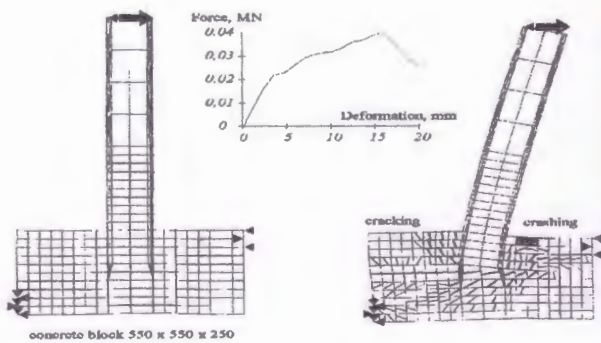 Force, MN
0,04
0,03
0,02
0,01
0
Deformation, mm
0 5 10 15 20
cracking
crushing
concrete block 550 x 550 x 250